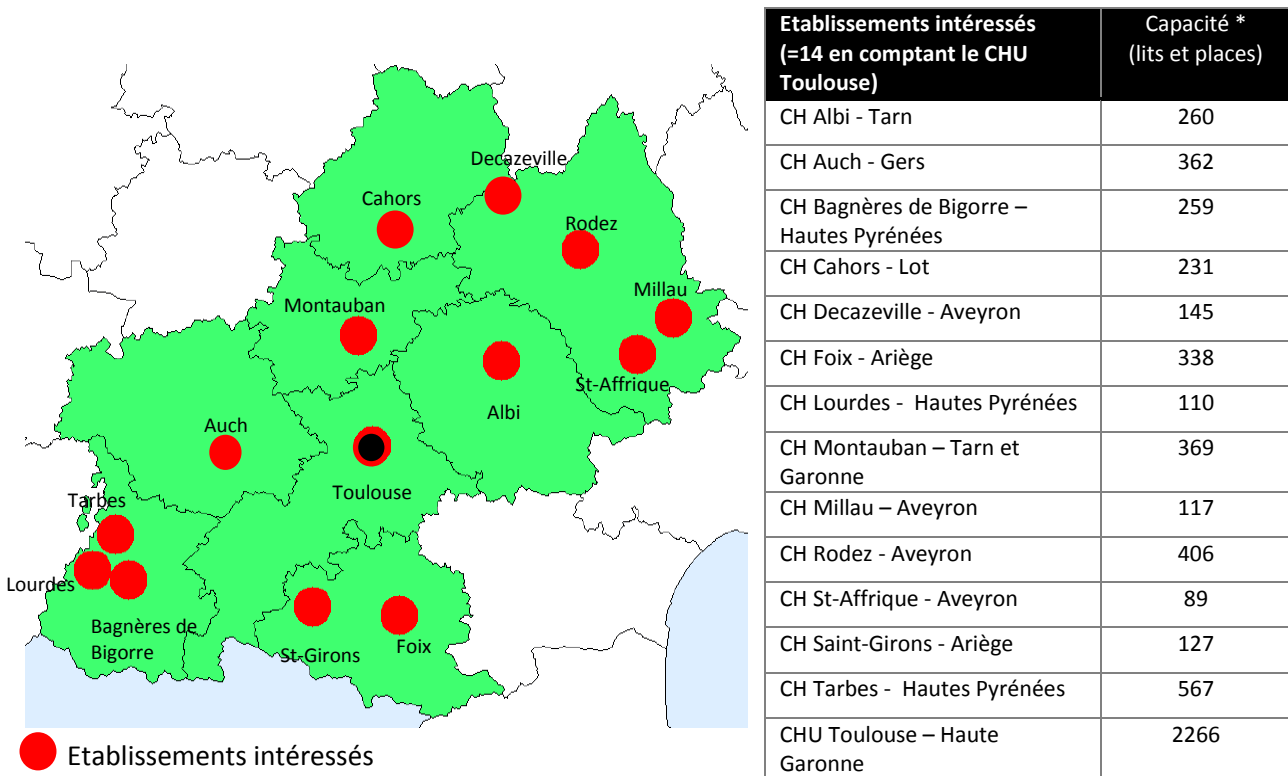 Decazeville
Cahors
Rodez
Millau
Montauban
St-Affrique
Albi
Auch
Toulouse
Tarbes
Lourdes
Bagnères de
Bigorre
St-Girons
Foix
Etablissements intéressés
Etablissements intéressés
(=14 en comptant le CHU
Toulouse)
Capacité *
(lits et places)
CH Albi - Tarn 260
CH Auch - Gers 362
CH Bagnères de Bigorre –
Hautes Pyrénées
259
CH Cahors - Lot 231
CH Decazeville - Aveyron 145
CH Foix - Ariège 338
CH Lourdes - Hautes Pyrénées 110
CH Montauban – Tarn et
Garonne
369
CH Millau – Aveyron 117
CH Rodez - Aveyron 406
CH St-Affrique - Aveyron 89
CH Saint-Girons - Ariège 127
CH Tarbes - Hautes Pyrénées 567
CHU Toulouse – Haute
Garonne
2266